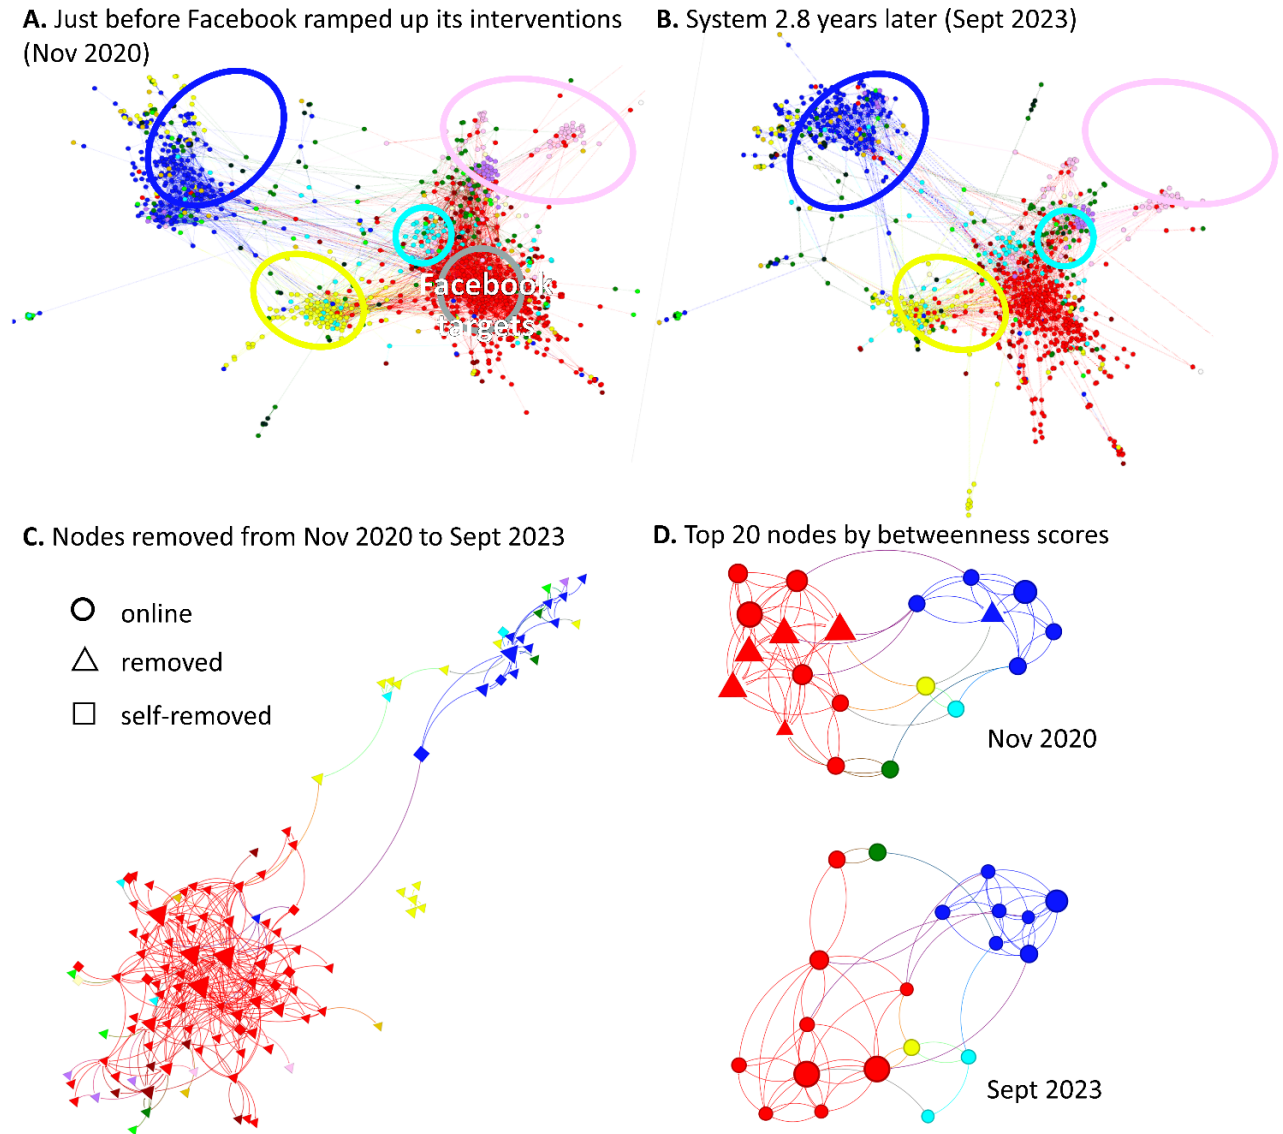 A. Just before Facebook ramped up its interventions
(Nov 2020)
B. System 2.8 years later (Sept 2023)
Facebook
targets
C. Nodes removed from Nov 2020 to Sept 2023
online
removed
self-removed
D. Top 20 nodes by betweenness scores
Nov 2020
Sept 2023